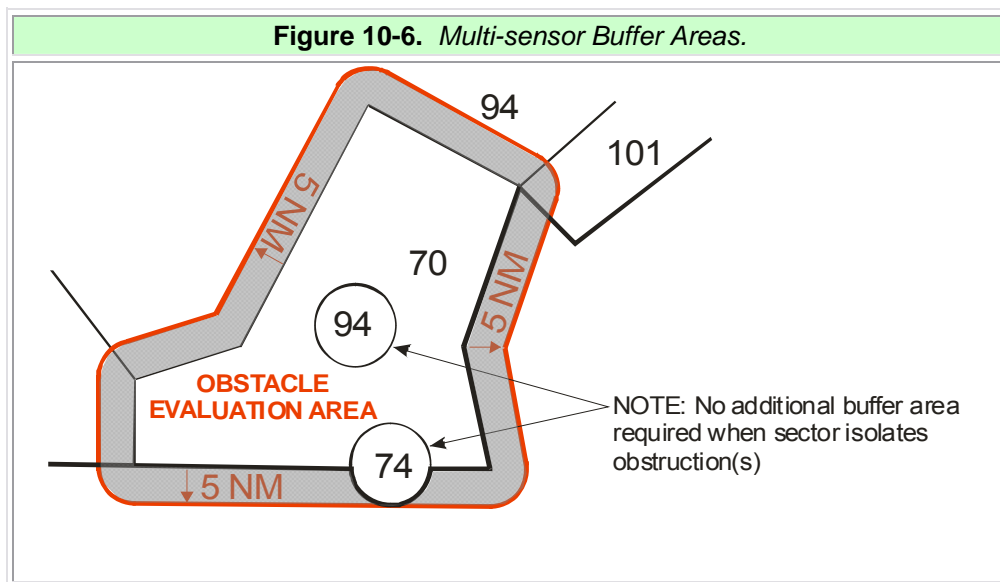 Figure 10-6. Multi-sensor Buffer Areas.
94
101
5 NM
70
5 NM
94
OBSTACLE
EVALUATION AREA
NOTE: No additional buffer area
required when sector isolates
obstruction(s)
74
5 NM